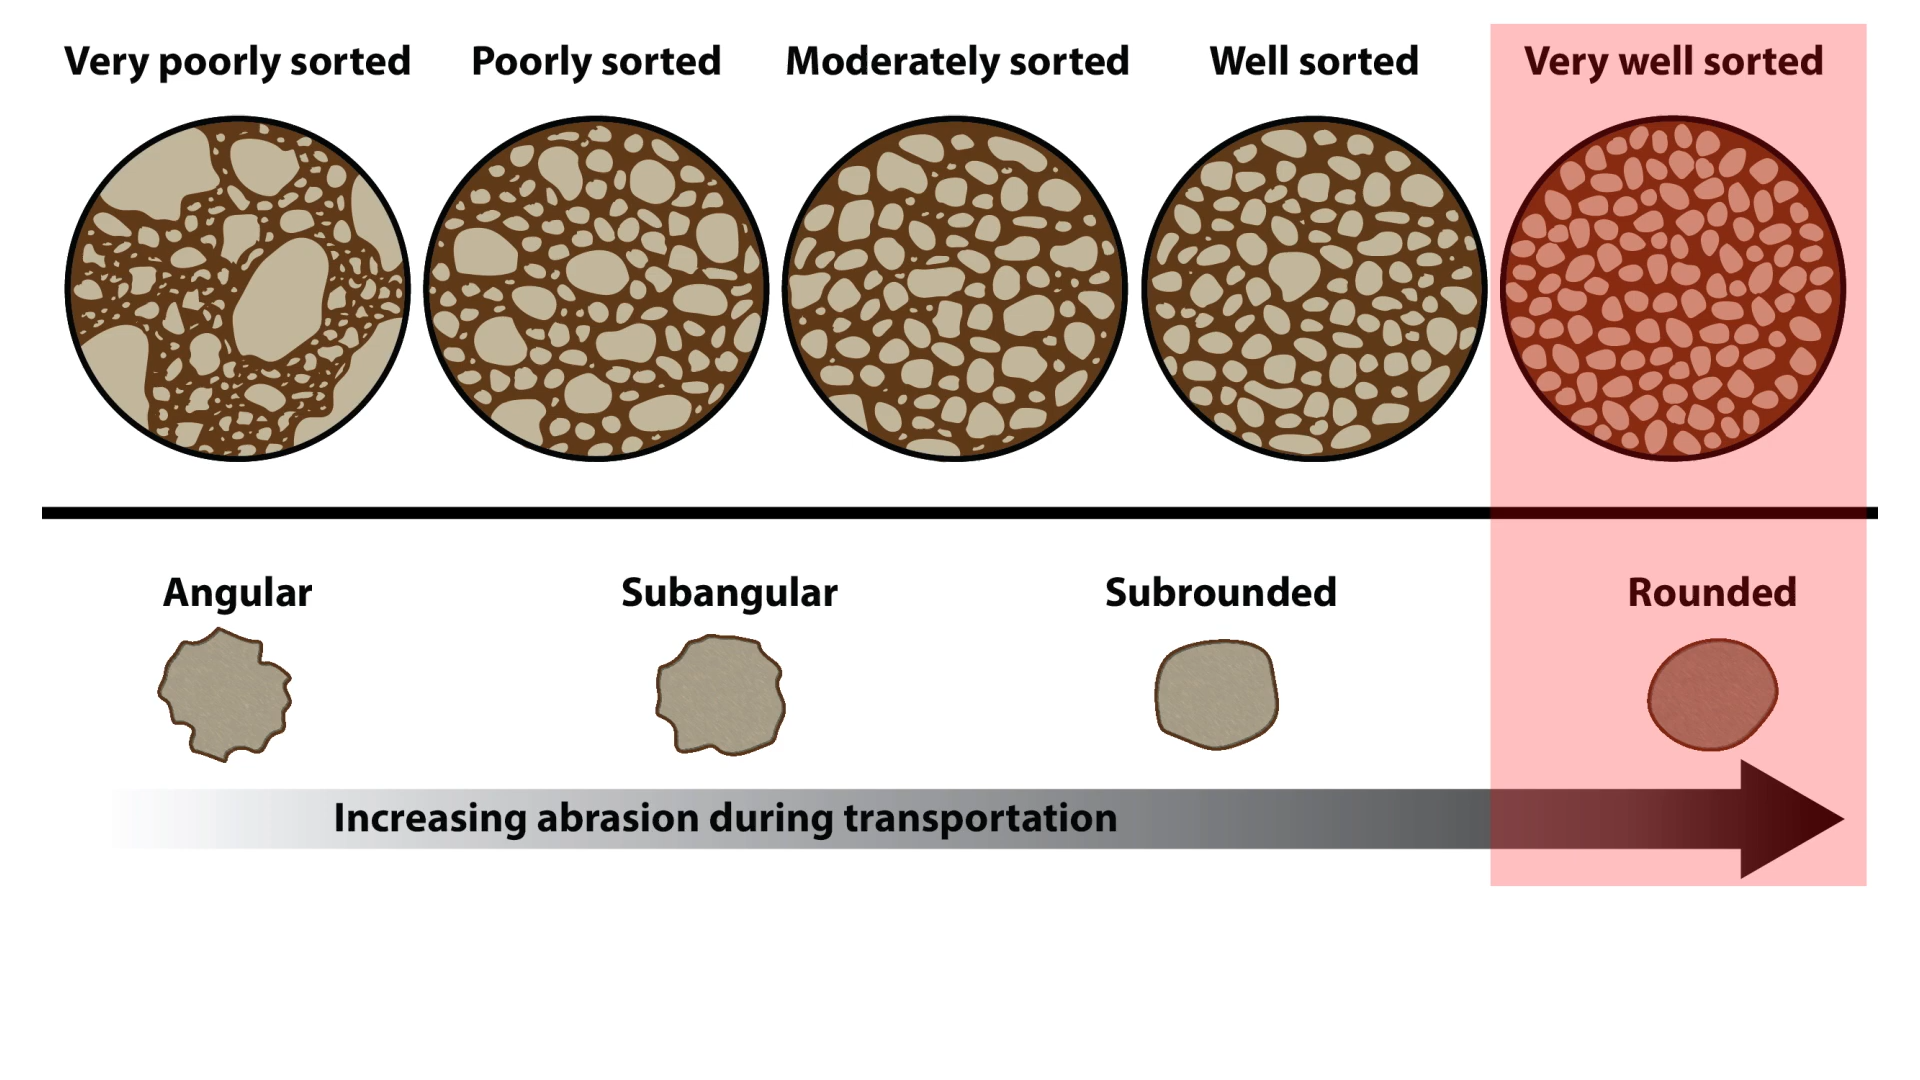 Very poorly sorted
Poorly sorted
Moderately sorted
Well sorted
Very well sorted
Angular
Subangular
Subrounded
Rounded
Increasing abrasion during transportation